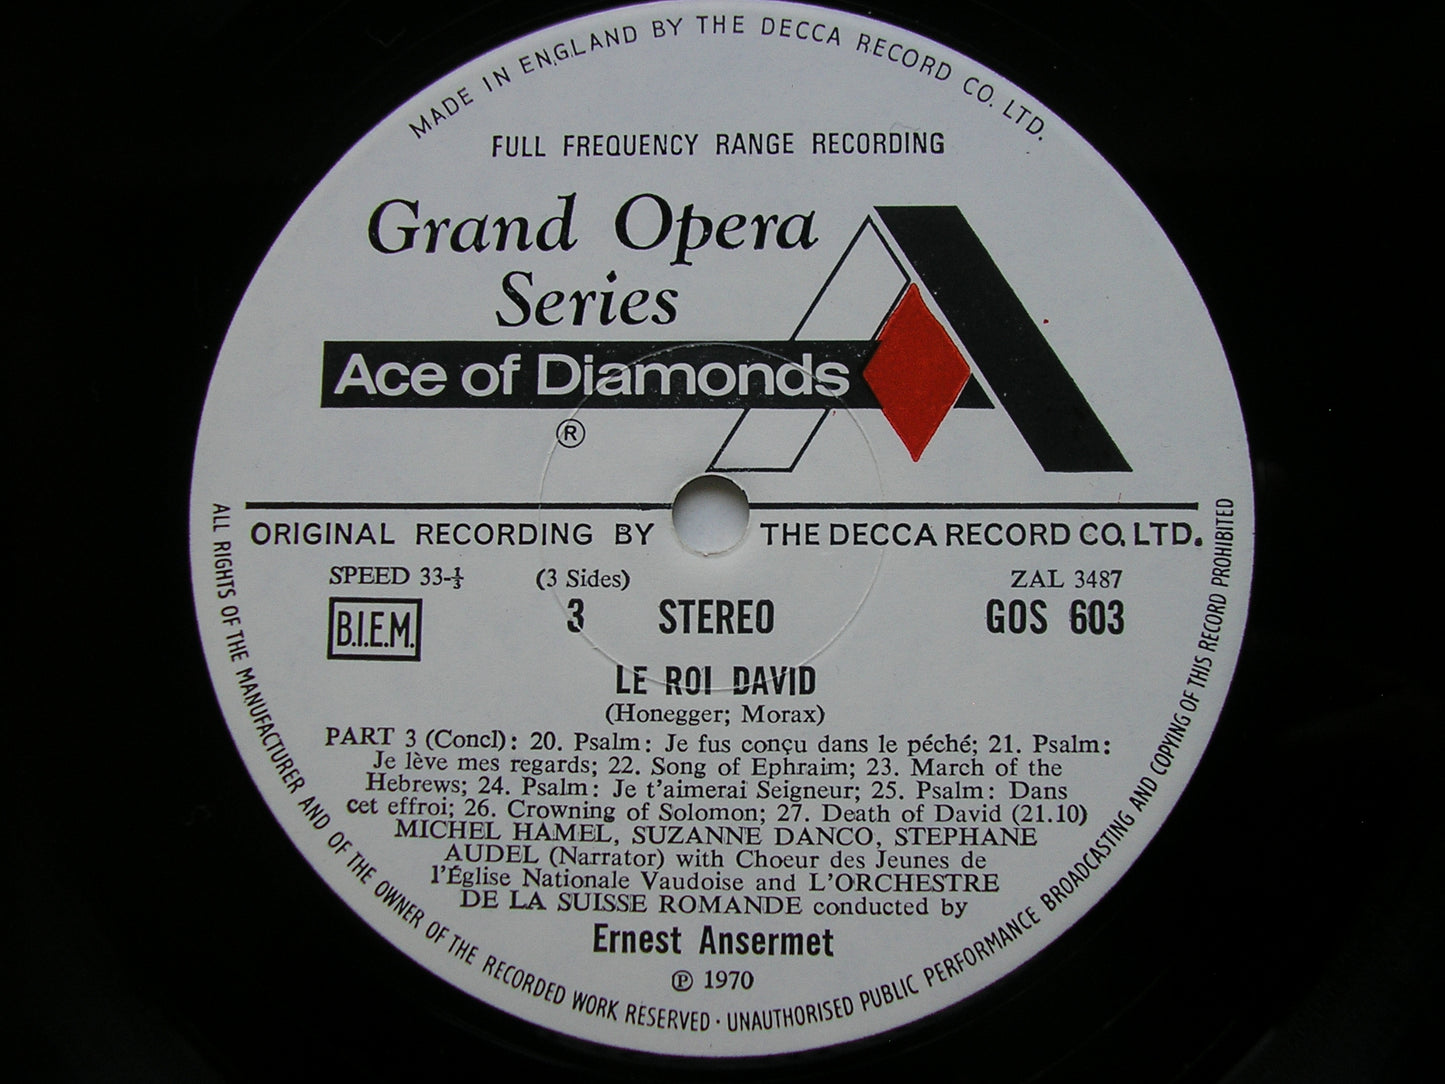 MADE IN ENGLAND BY THE DECCA RECORD CO. LTD.
FULL FREQUENCY RANGE RECORDING
Grand Opera
Series
Ace of Diamonds
®
ORIGINAL RECORDING BY THE DECCA RECORD CO. LTD.
SPEED 33-⅓ (3 Sides) ZAL 3487
B.I.E.M. 3 STEREO GOS 603
LE ROI DAVID
(Honegger; Morax)
PART 3 (Concl): 20. Psalm: Je fus conçu dans le péché; 21. Psalm:
Je lève mes regards; 22. Song of Ephraim; 23. March of the
Hebrews; 24. Psalm: Je t'aimerai Seigneur; 25. Psalm: Dans
cet effroi; 26. Crowning of Solomon; 27. Death of David (21.10)
MICHEL HAMEL, SUZANNE DANCO, STEPHANE
AUDEL (Narrator) with Choeur des Jeunes de
l'Église Nationale Vaudoise and L'ORCHESTRE
DE LA SUISSE ROMANDE conducted by
Ernest Ansermet
℗ 1970
ALL RIGHTS OF THE MANUFACTURER AND OF THE OWNER OF THE RECORDED WORK RESERVED · UNAUTHORISED PUBLIC PERFORMANCE BROADCASTING AND COPYING OF THIS RECORD PROHIBITED